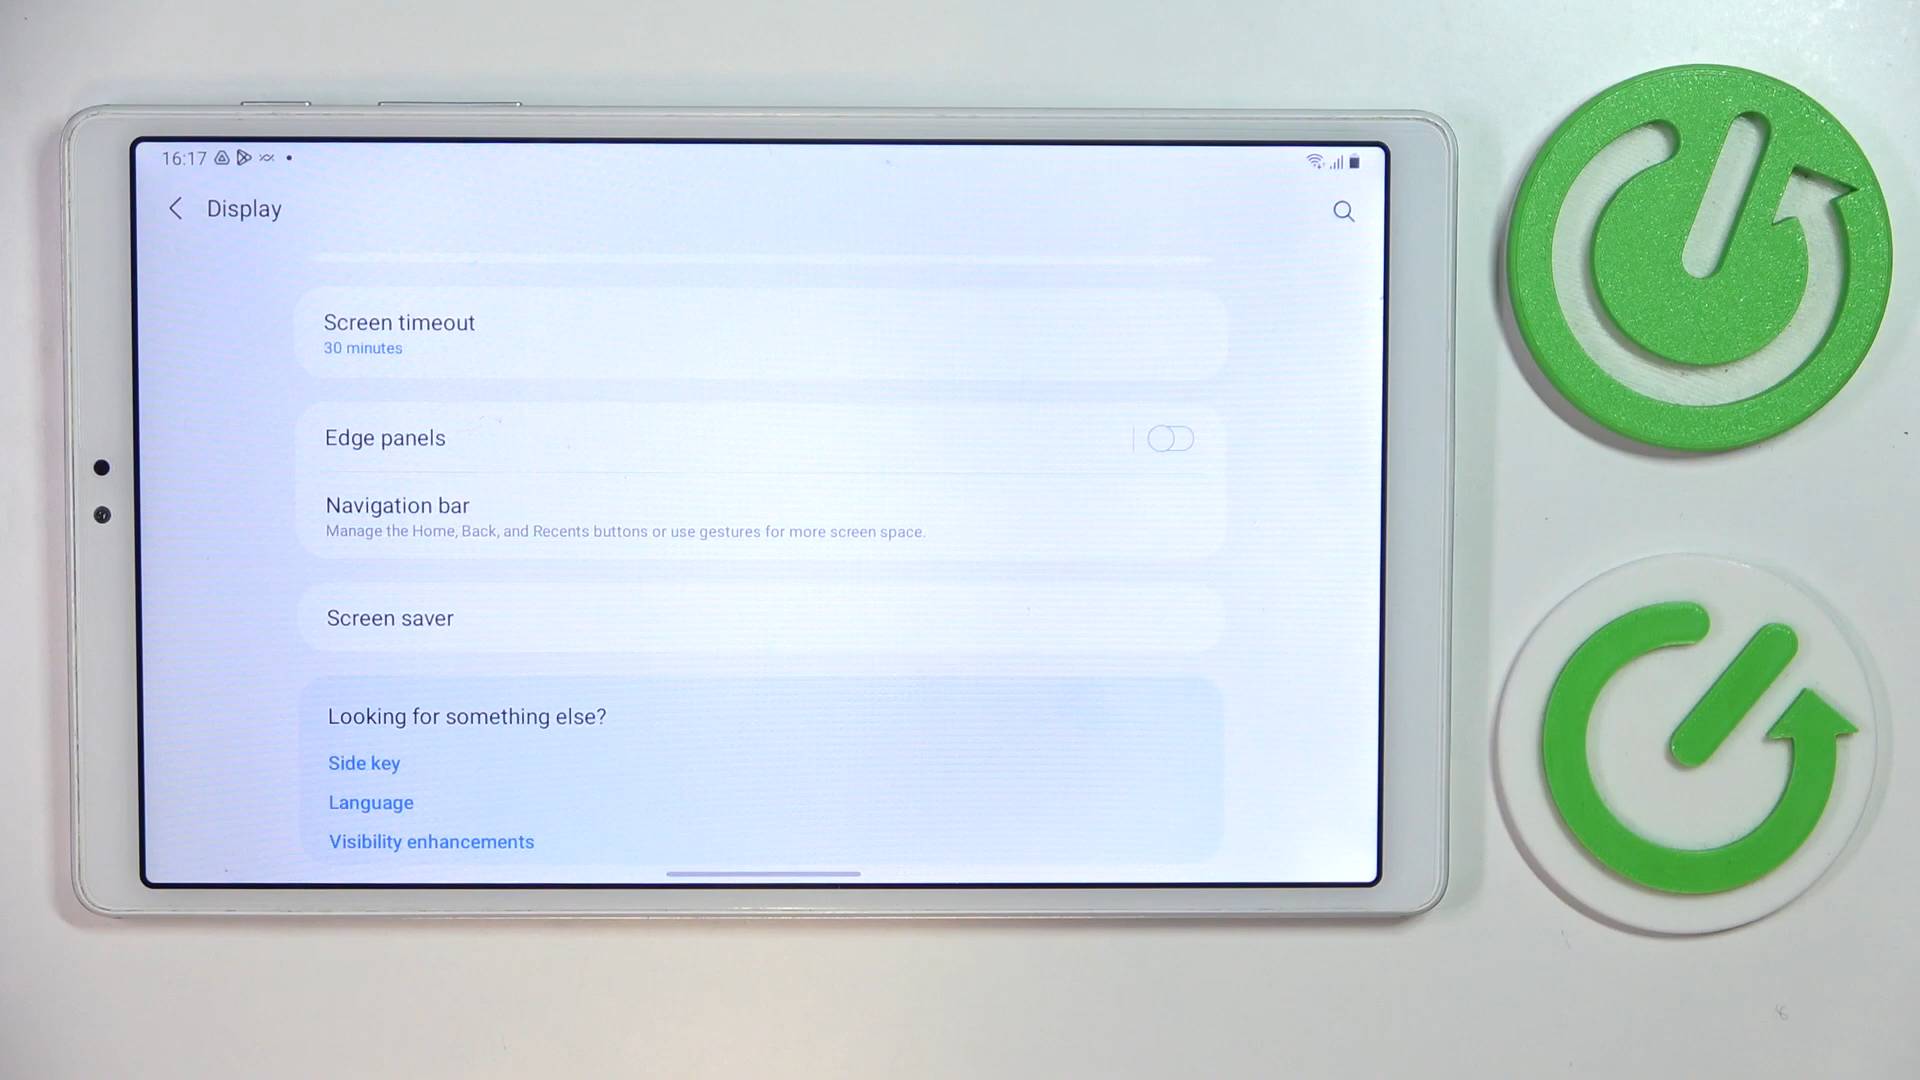 16:17
Display
Screen timeout
30 minutes
Edge panels
Navigation bar
Manage the Home, Back, and Recents buttons or use gestures for more screen space.
Screen saver
Looking for something else?
Side key
Language
Visibility enhancements